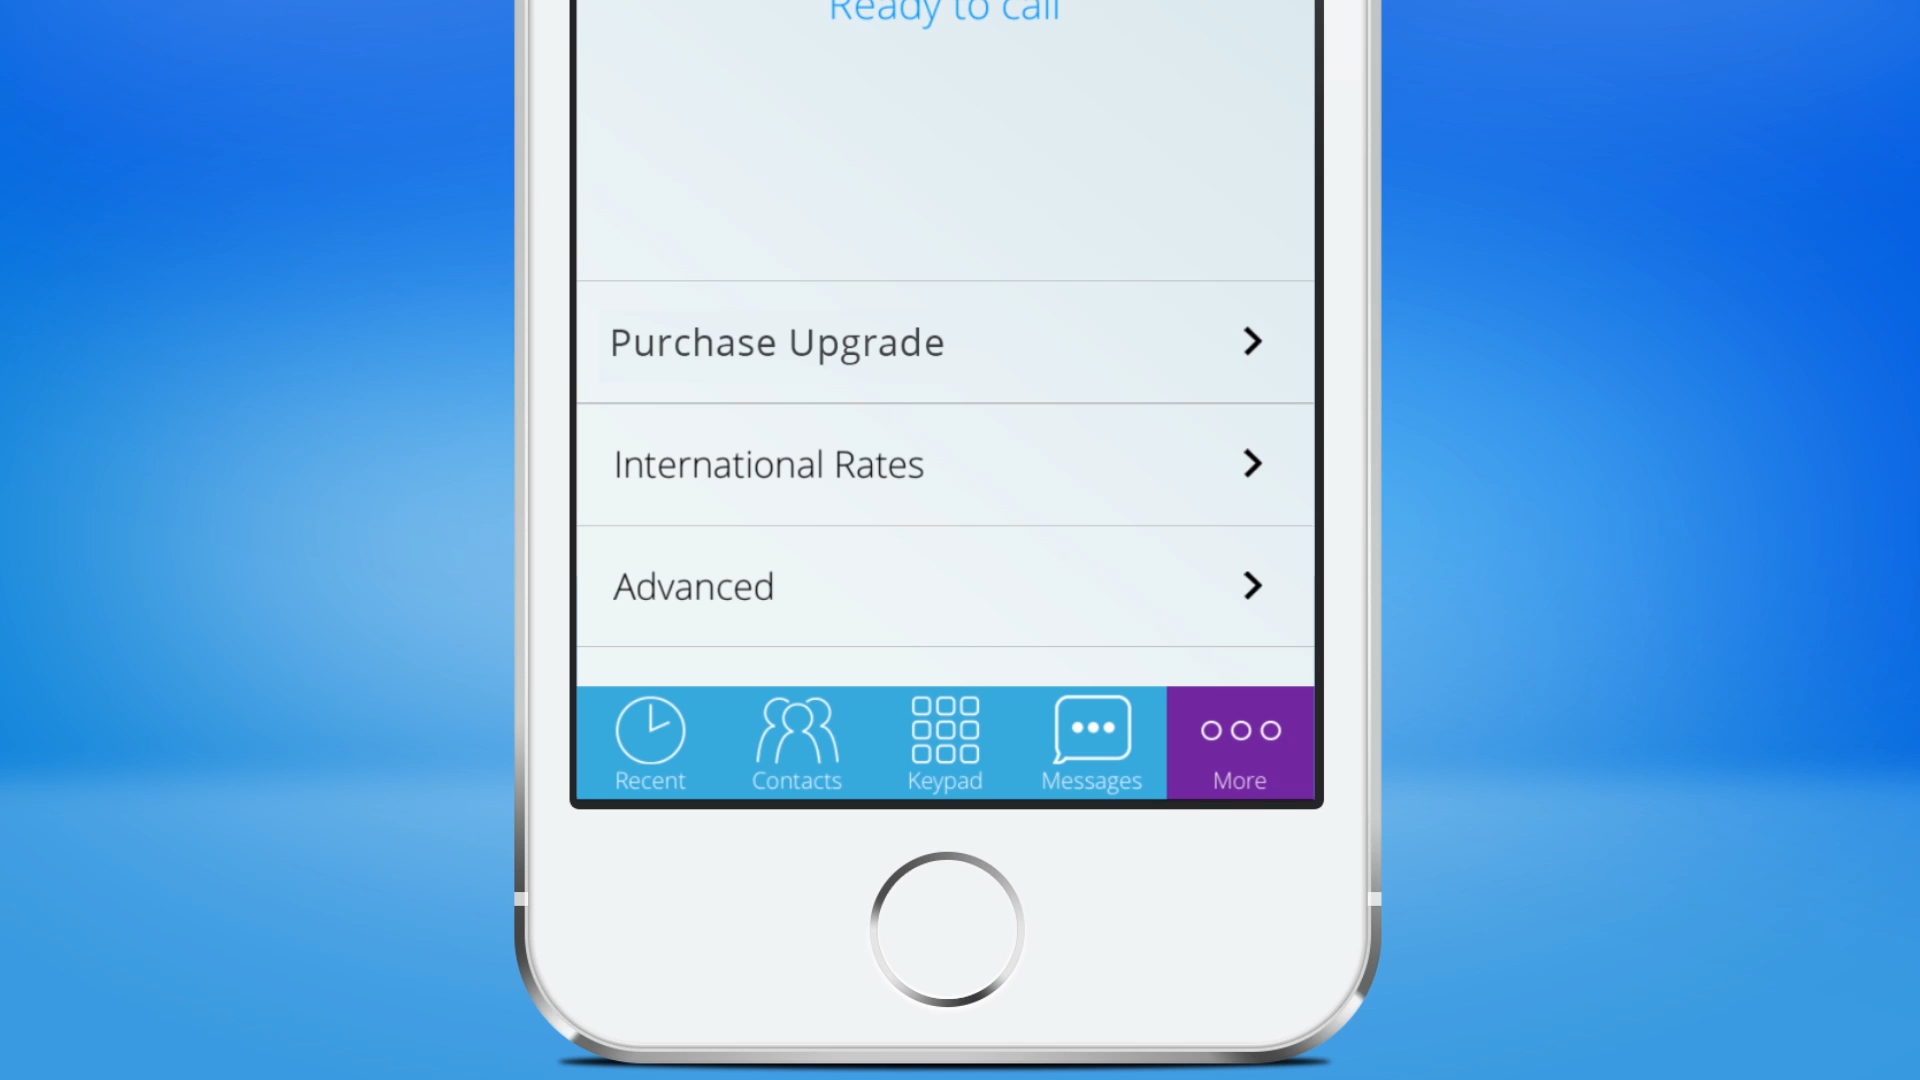 Ready to call
Purchase Upgrade
International Rates
Advanced
Recent
Contacts
Keypad
Messages
More